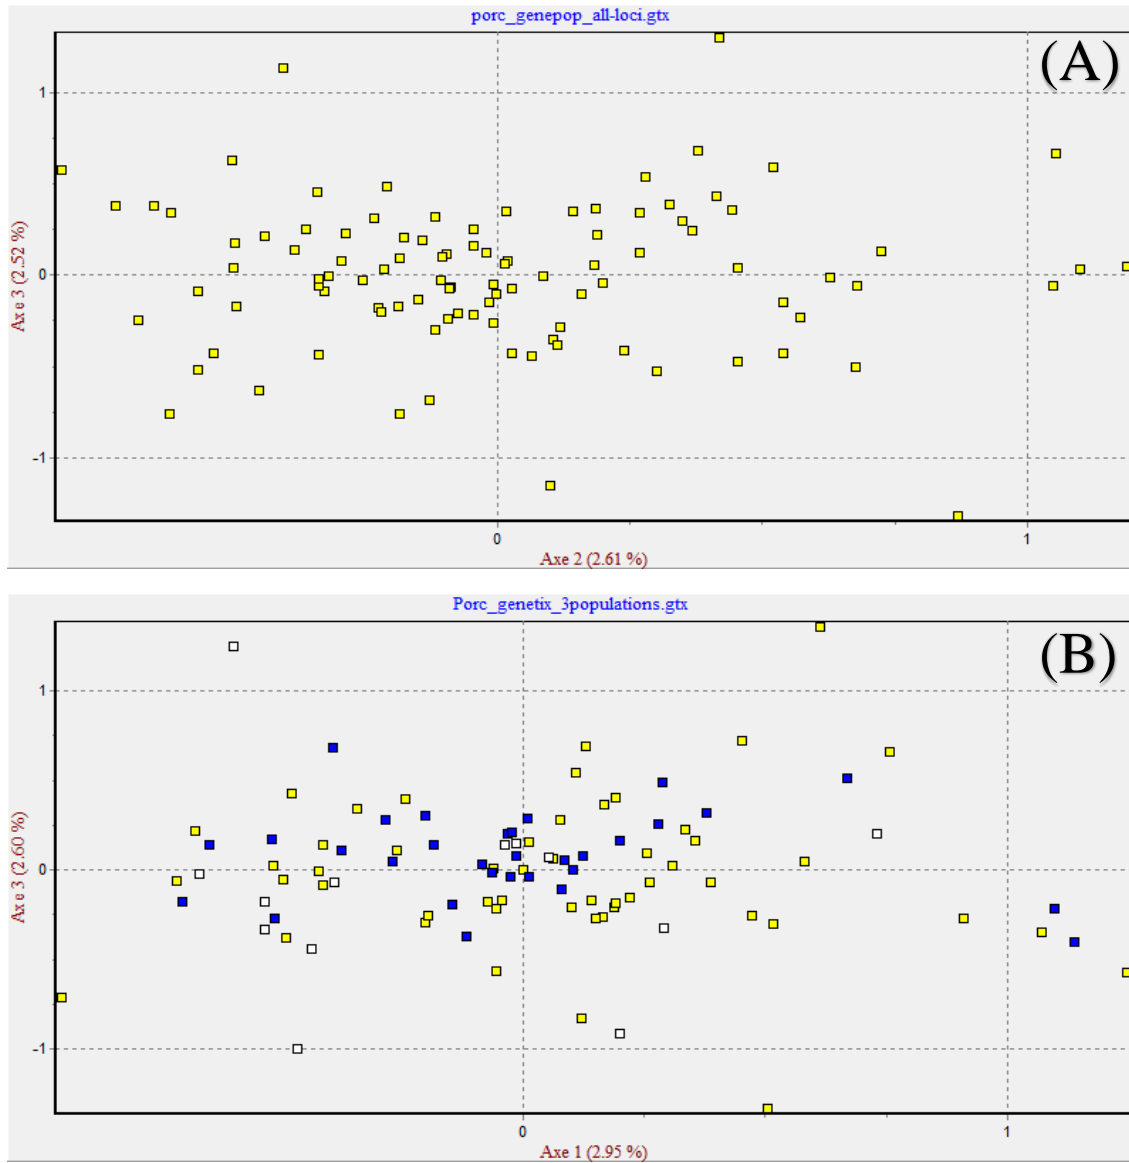 porc_genepop_all-loci.gtx
(A)
1
0
-1
Axe 3 (2.52 %)
0
1
Axe 2 (2.61 %)
Porc_genetix_3populations.gtx
(B)
1
0
-1
Axe 3 (2.60 %)
0
1
Axe 1 (2.95 %)